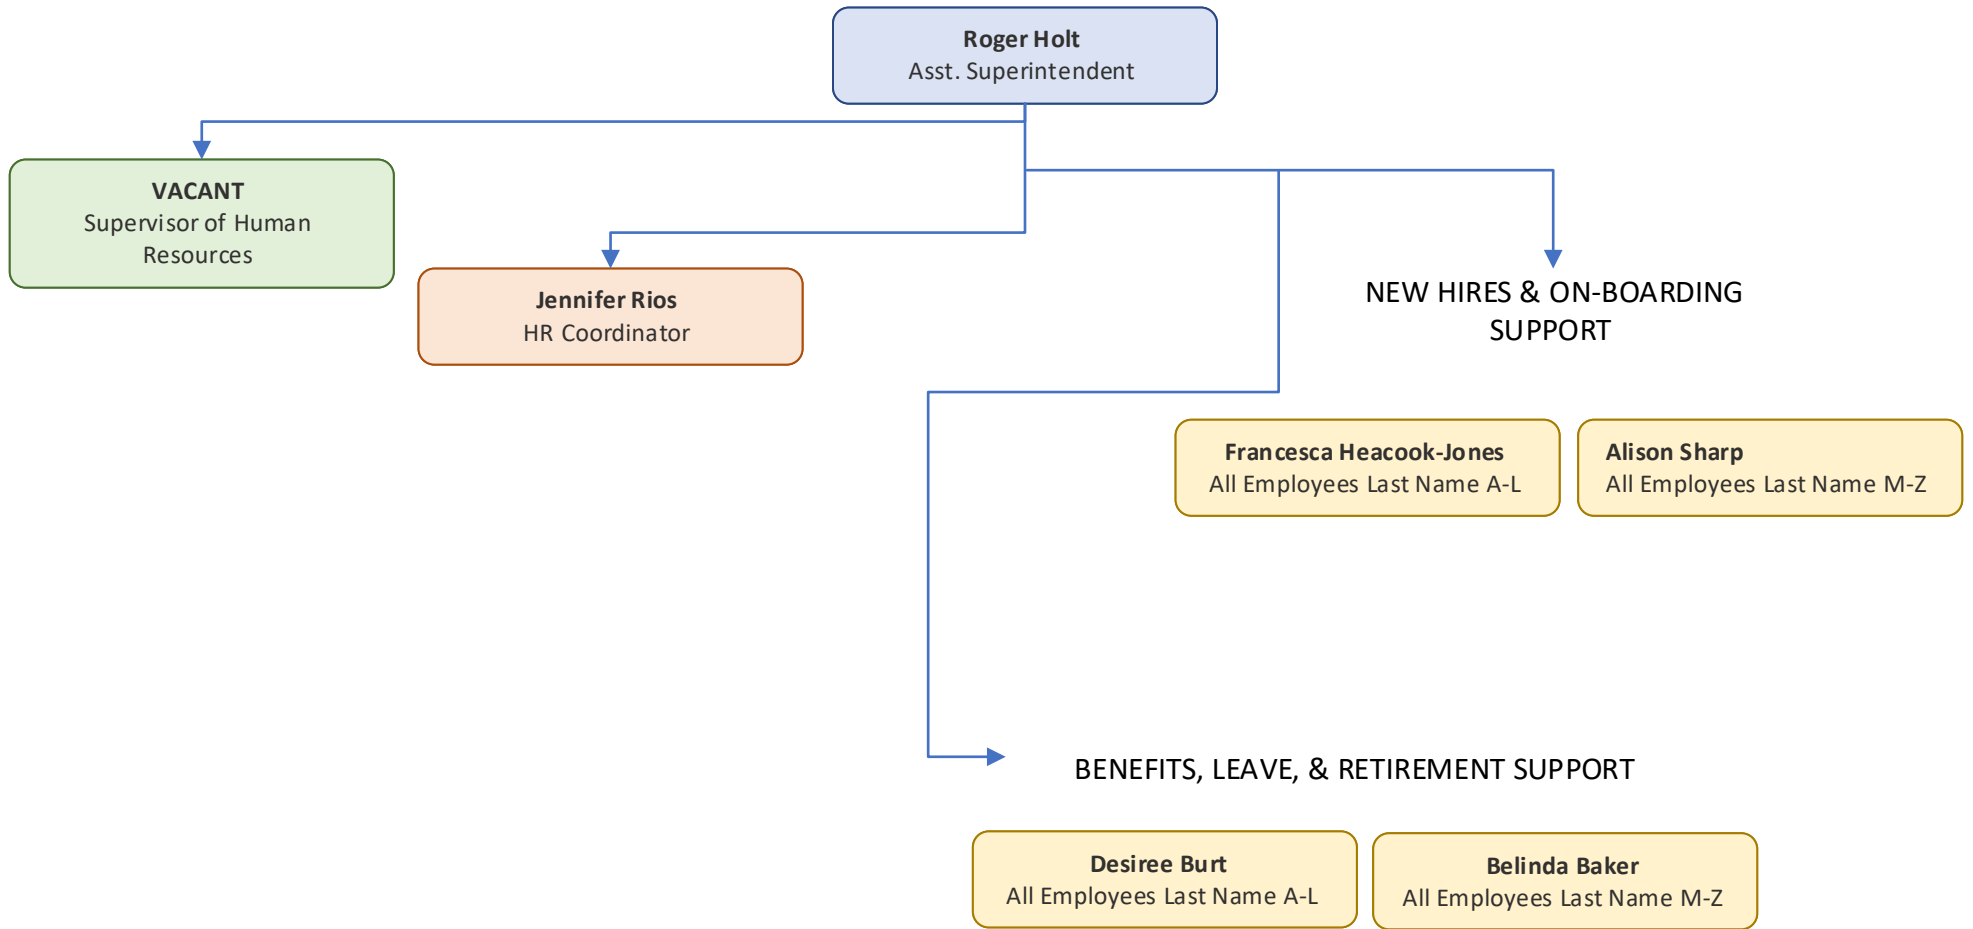 Roger Holt
Asst. Superintendent
VACANT
Supervisor of Human
Resources
Jennifer Rios
HR Coordinator
NEW HIRES & ON-BOARDING
SUPPORT
Francesca Heacook-Jones
All Employees Last Name A-L
Alison Sharp
All Employees Last Name M-Z
BENEFITS, LEAVE, & RETIREMENT SUPPORT
Desiree Burt
All Employees Last Name A-L
Belinda Baker
All Employees Last Name M-Z